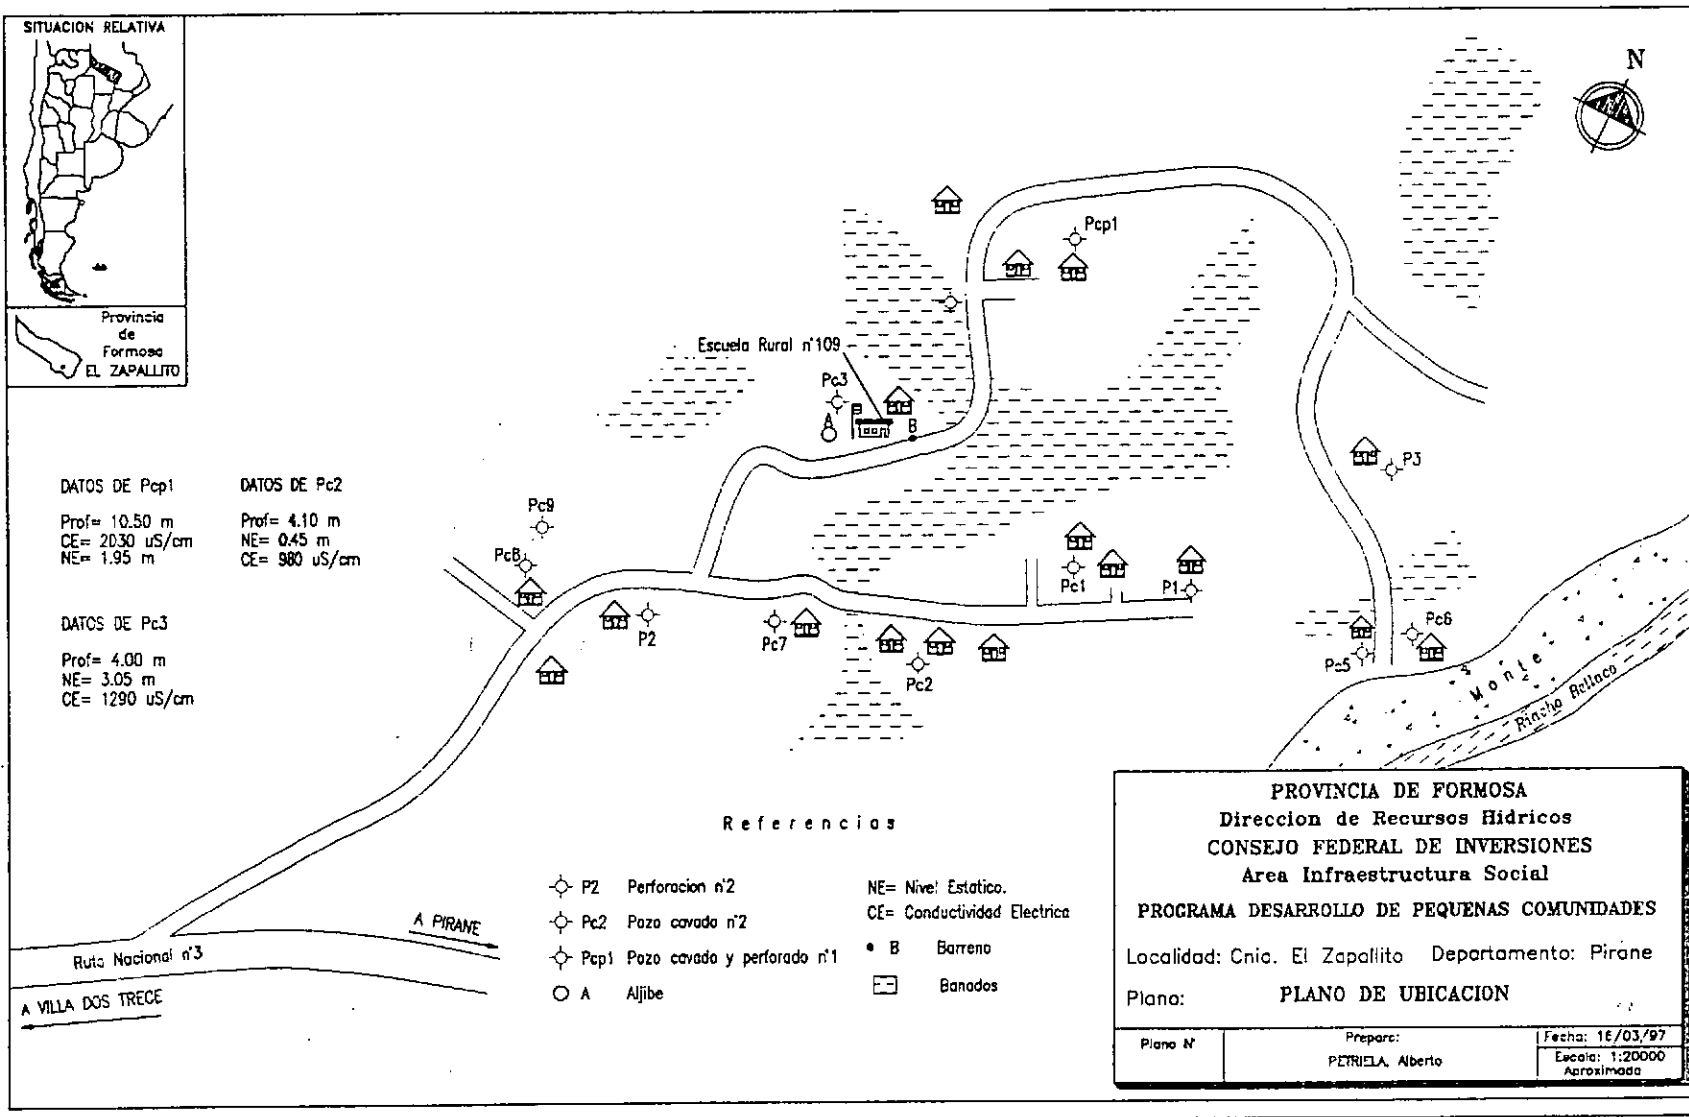 SITUACION RELATIVA
Provincia
de
Formosa
EL ZAPALLITO
N
Pcp1
Escuela Rural n°109
Pc3
A
B
P3
DATOS DE Pcp1
Prof= 10.50 m
CE= 2030 uS/cm
NE= 1.95 m
DATOS DE Pc2
Prof= 4.10 m
NE= 0.45 m
CE= 980 uS/cm
DATOS DE Pc3
Prof= 4.00 m
NE= 3.05 m
CE= 1290 uS/cm
Pc9
Pc8
P2
Pc7
Pc1
P1
Pc2
Pc5
Pc6
Monte
Riacho Bellaco
Referencias
P2 Perforacion n°2
Pc2 Pozo cavado n°2
Pcp1 Pozo cavado y perforado n°1
A Aljibe
NE= Nivel Estatico.
CE= Conductividad Electrica
B Barreno
Banados
A PIRANE
Ruta Nacional n°3
A VILLA DOS TRECE
PROVINCIA DE FORMOSA
Direccion de Recursos Hidricos
CONSEJO FEDERAL DE INVERSIONES
Area Infraestructura Social
PROGRAMA DESARROLLO DE PEQUENAS COMUNIDADES
Localidad: Cnia. El Zapallito Departamento: Pirane
Plano: PLANO DE UBICACION
Plano N°
Preparo:
PETRIELA, Alberto
Fecha: 16/03/97
Escala: 1:20000
Aproximada